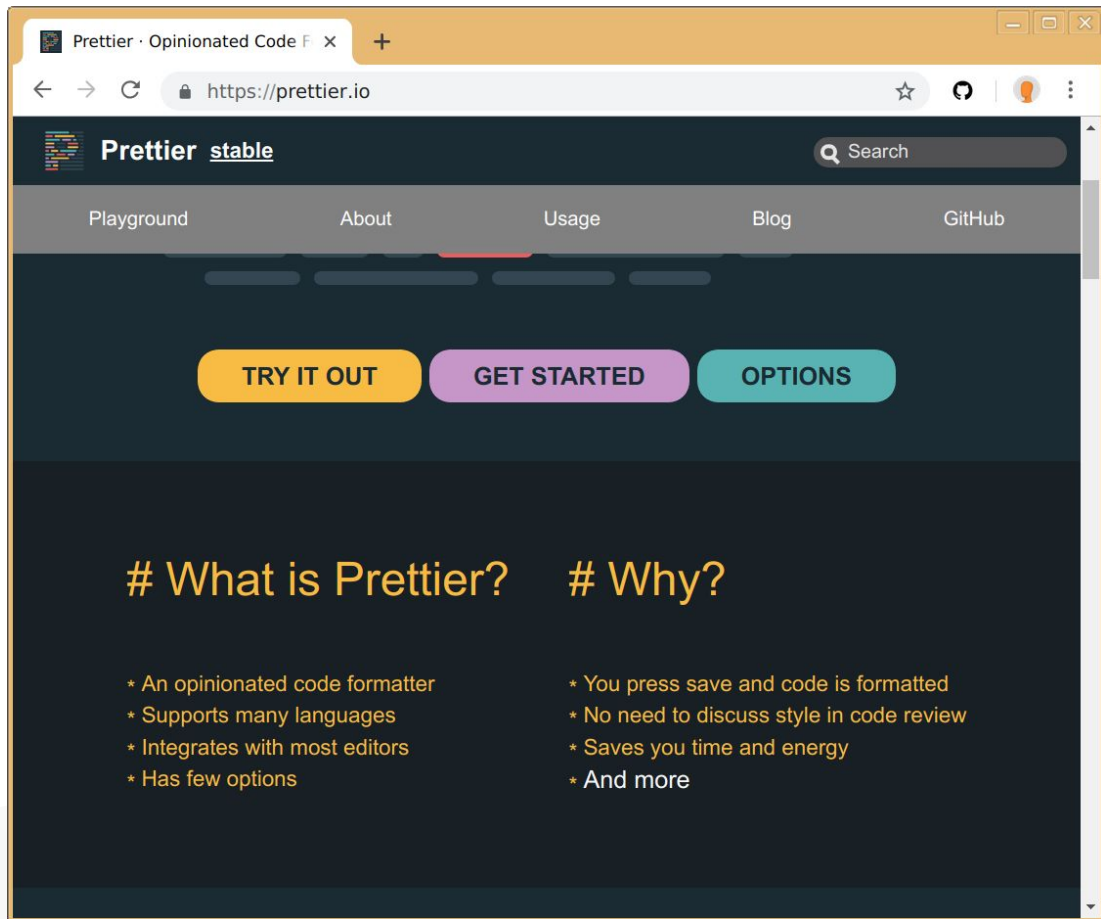 Prettier · Opinionated Code F
https://prettier.io
Prettier stable
Search
Playground About Usage Blog GitHub
TRY IT OUT GET STARTED OPTIONS
# What is Prettier?
* An opinionated code formatter
* Supports many languages
* Integrates with most editors
* Has few options
# Why?
* You press save and code is formatted
* No need to discuss style in code review
* Saves you time and energy
* And more